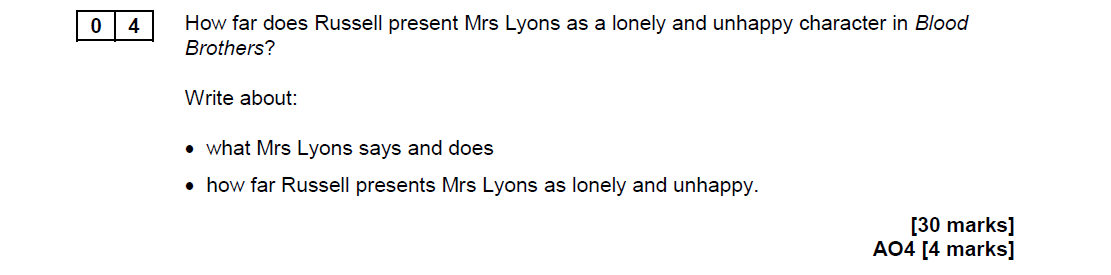 0 4 How far does Russell present Mrs Lyons as a lonely and unhappy character in Blood
Brothers?
Write about:
• what Mrs Lyons says and does
• how far Russell presents Mrs Lyons as lonely and unhappy.
[30 marks]
AO4 [4 marks]